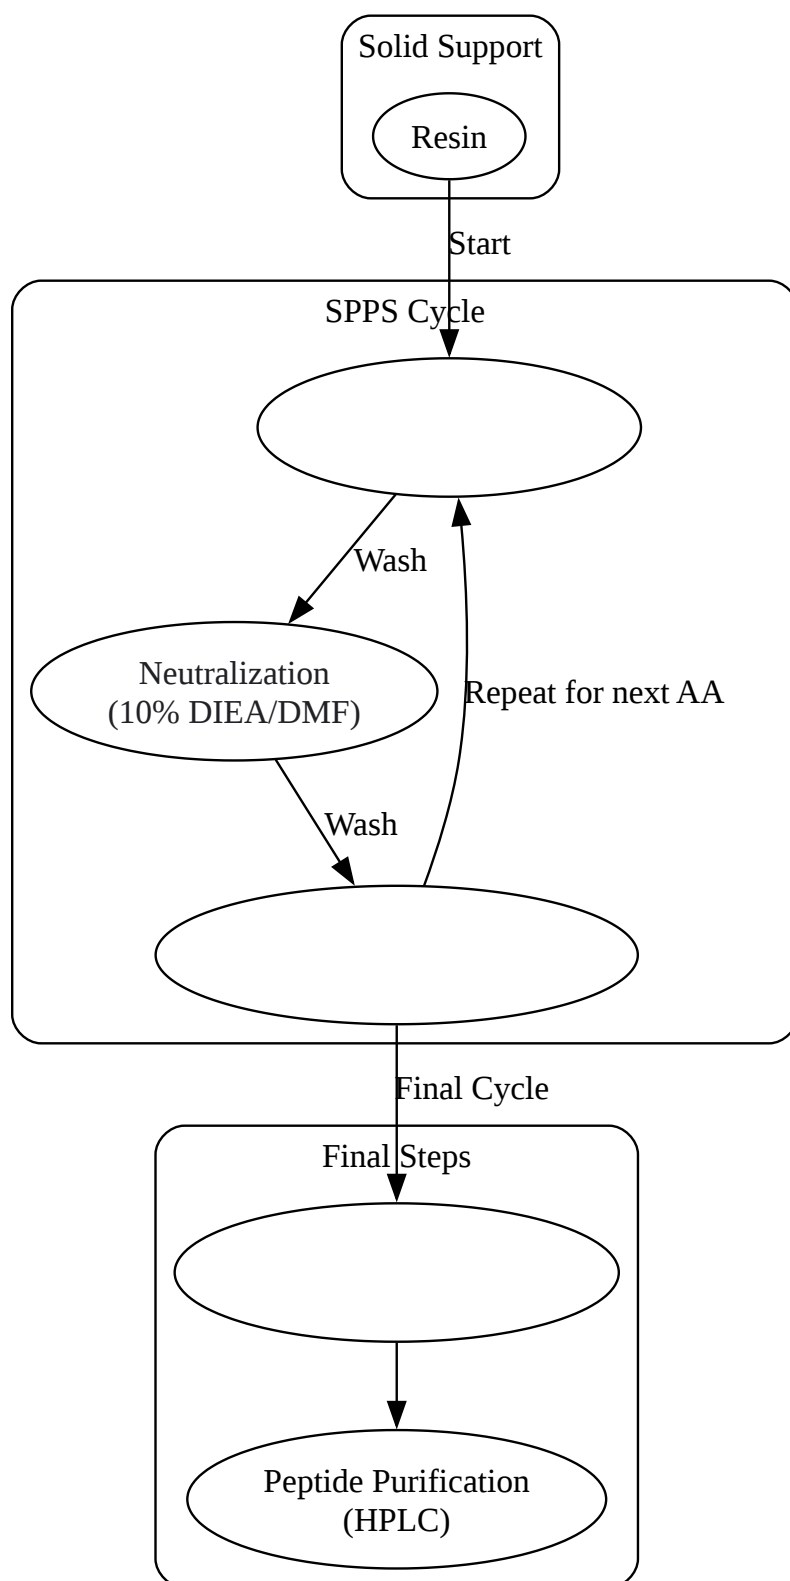 Solid Support
Resin
Start
SPPS Cycle
Wash
Neutralization
(10% DIEA/DMF)
Repeat for next AA
Wash
Final Cycle
Final Steps
Peptide Purification
(HPLC)